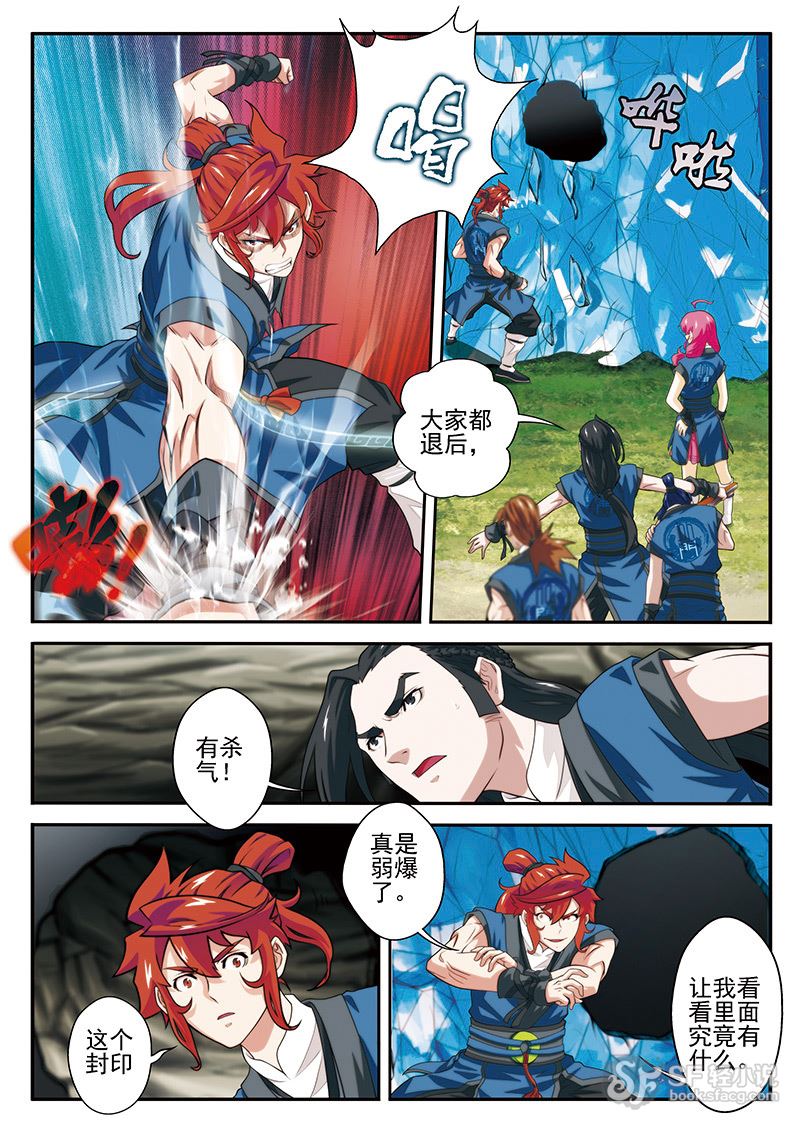 喝
嘭!
哗
啦
大家都
退后，
有杀
气！
这个
封印
真是
弱爆
了。
让我看
看里面
究竟有
什么。
SF轻小说
book.sfacg.com